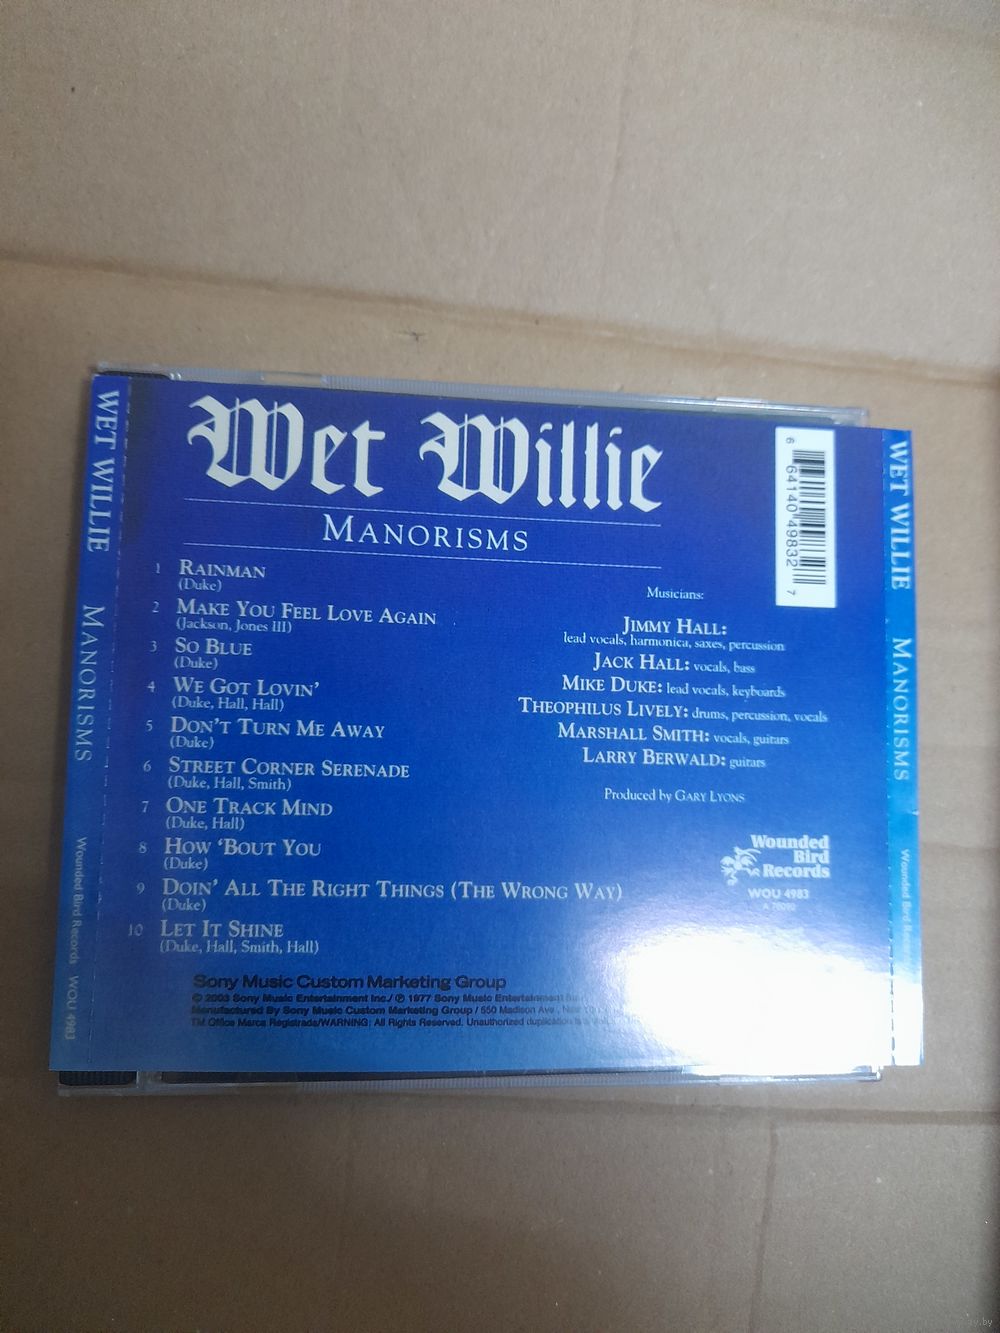 WET WILLIE MANORISMS Wounded Bird Records WOU 4983
Wet Willie
MANORISMS
1 RAINMAN
(Duke)
2 MAKE YOU FEEL LOVE AGAIN
(Jackson, Jones III)
3 SO BLUE
(Duke)
4 WE GOT LOVIN'
(Duke, Hall, Hall)
5 DON'T TURN ME AWAY
(Duke)
6 STREET CORNER SERENADE
(Duke, Hall, Smith)
7 ONE TRACK MIND
(Duke, Hall)
8 HOW 'BOUT YOU
(Duke)
9 DOIN' ALL THE RIGHT THINGS (THE WRONG WAY)
(Duke)
10 LET IT SHINE
(Duke, Hall, Smith, Hall)
Musicians:
JIMMY HALL:
lead vocals, harmonica, saxes, percussion
JACK HALL: vocals, bass
MIKE DUKE: lead vocals, keyboards
THEOPHILUS LIVELY: drums, percussion, vocals
MARSHALL SMITH: vocals, guitars
LARRY BERWALD: guitars
Produced by GARY LYONS
6 64140 49832 7
Wounded
Bird
Records
WOU 4983
Sony Music Custom Marketing Group
© 2003 Sony Music Entertainment Inc./ ℗ 1977 Sony Music Entertainment
Manufactured By Sony Music Custom Marketing Group / 550 Madison Ave., New
TM Office Marca Registrada/WARNING: All Rights Reserved. Unauthorized duplication is a
WET WILLIE MANORISMS Wounded Bird Records